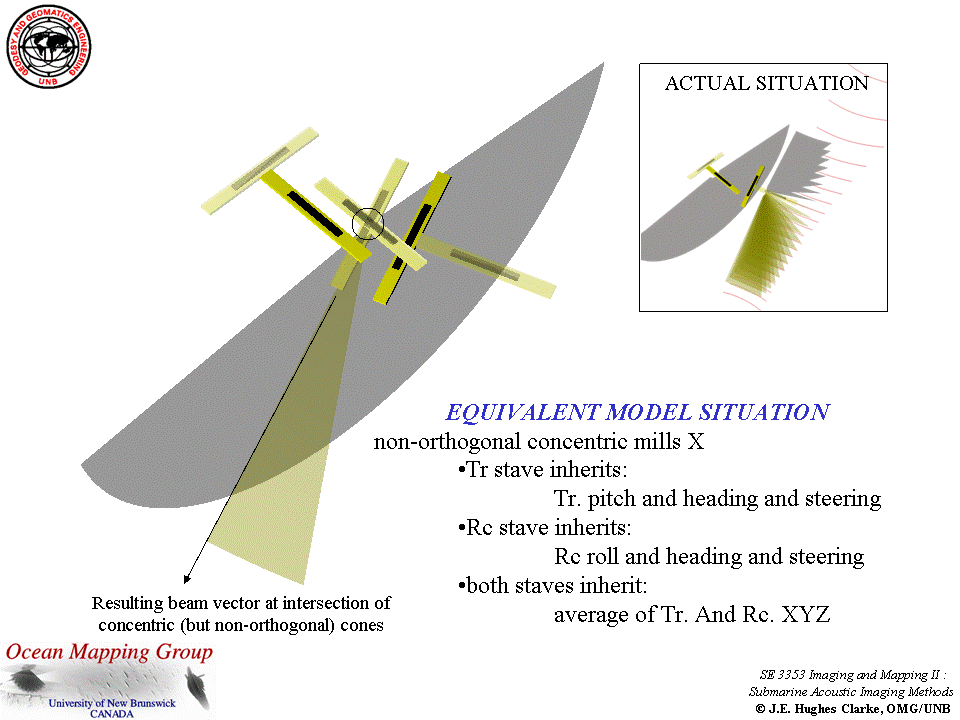 GEODESY AND GEOMATICS ENGINEERING
UNB
ACTUAL SITUATION
EQUIVALENT MODEL SITUATION
non-orthogonal concentric mills X
•Tr stave inherits:
Tr. pitch and heading and steering
•Rc stave inherits:
Rc roll and heading and steering
•both staves inherit:
average of Tr. And Rc. XYZ
Resulting beam vector at intersection of
concentric (but non-orthogonal) cones
Ocean Mapping Group
University of New Brunswick
CANADA
SE 3353 Imaging and Mapping II :
Submarine Acoustic Imaging Methods
© J.E. Hughes Clarke, OMG/UNB